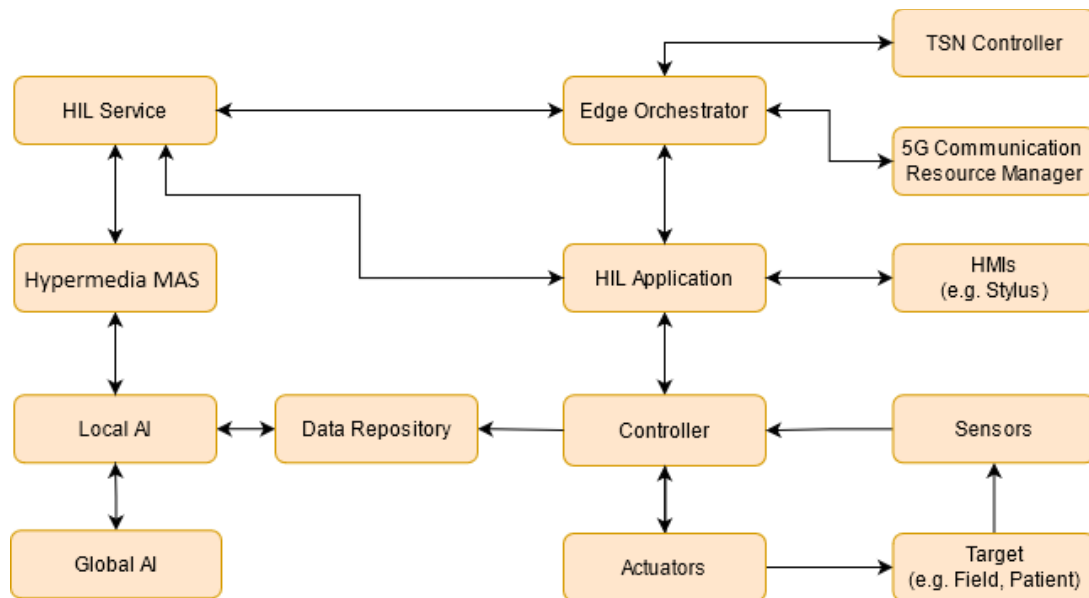 TSN Controller
HIL Service
Edge Orchestrator
5G Communication
Resource Manager
Hypermedia MAS
HIL Application
HMIs
(e.g. Stylus)
Local AI
Data Repository
Controller
Sensors
Global AI
Actuators
Target
(e.g. Field, Patient)